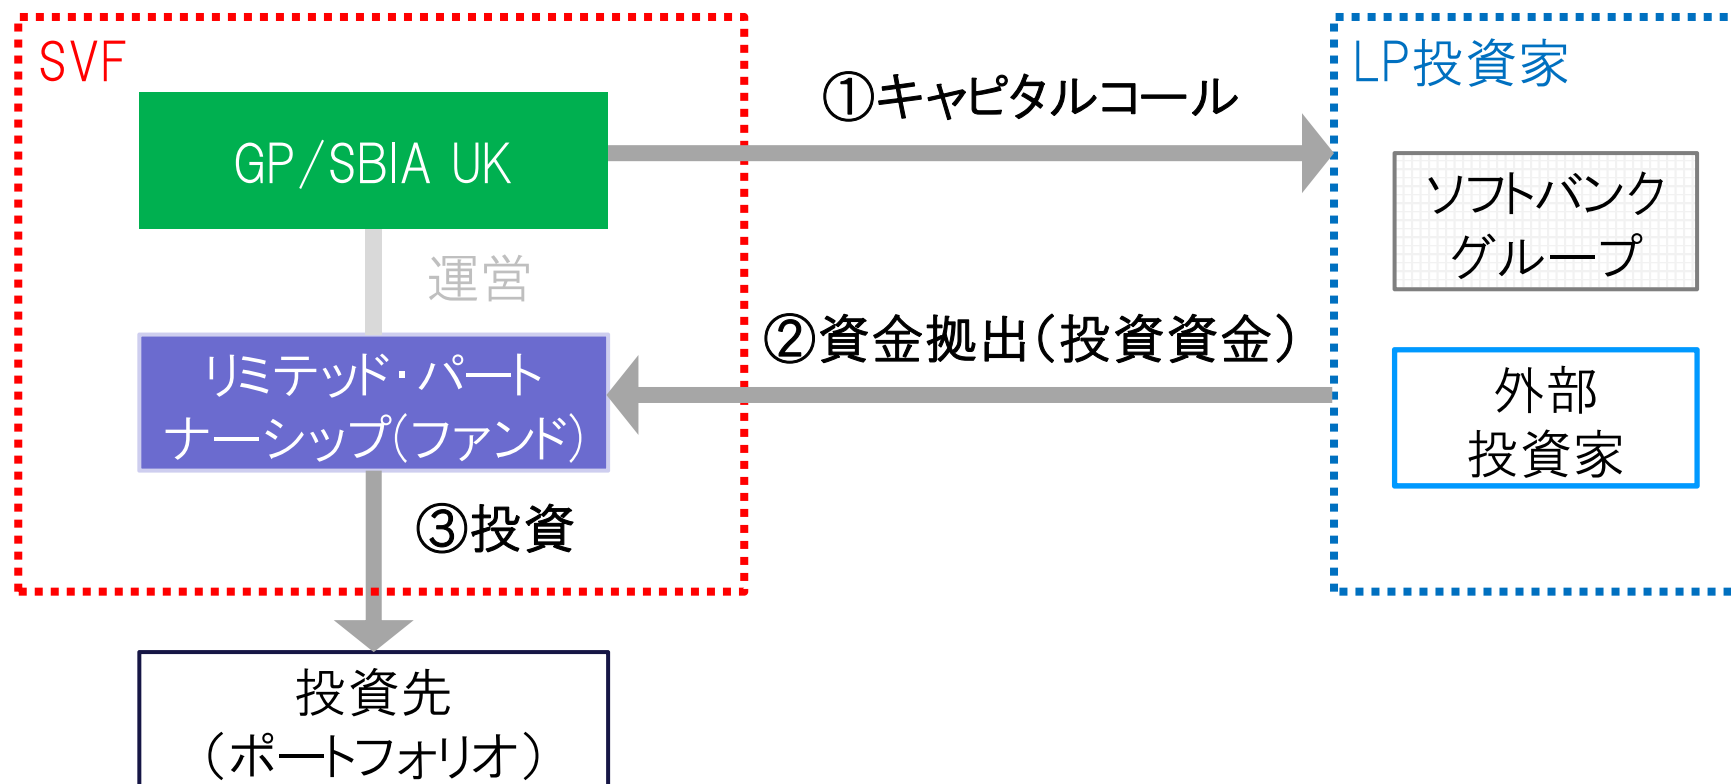 SVF
LP投資家
①キャピタルコール
GP/SBIA UK
ソフトバンク
グループ
運営
②資金拠出(投資資金)
リミテッド・パート
ナーシップ(ファンド)
外部
投資家
③投資
投資先
(ポートフォリオ)